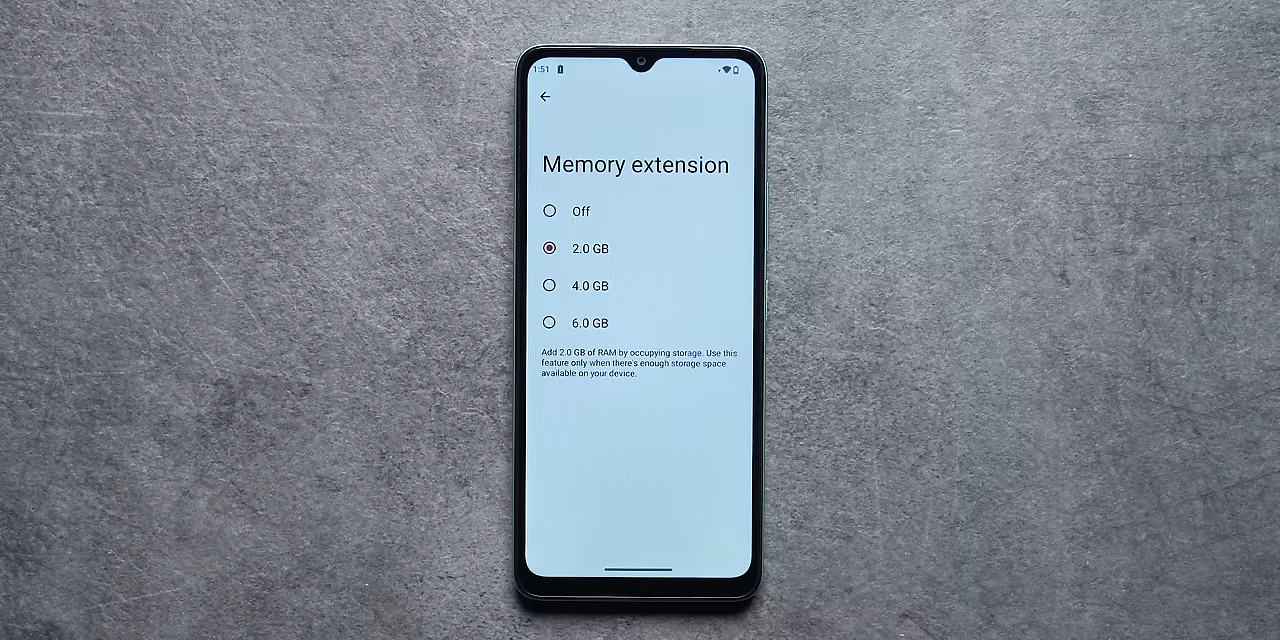 1:51
Memory extension
Off
2.0 GB
4.0 GB
6.0 GB
Add 2.0 GB of RAM by occupying storage. Use this
feature only when there's enough storage space
available on your device.